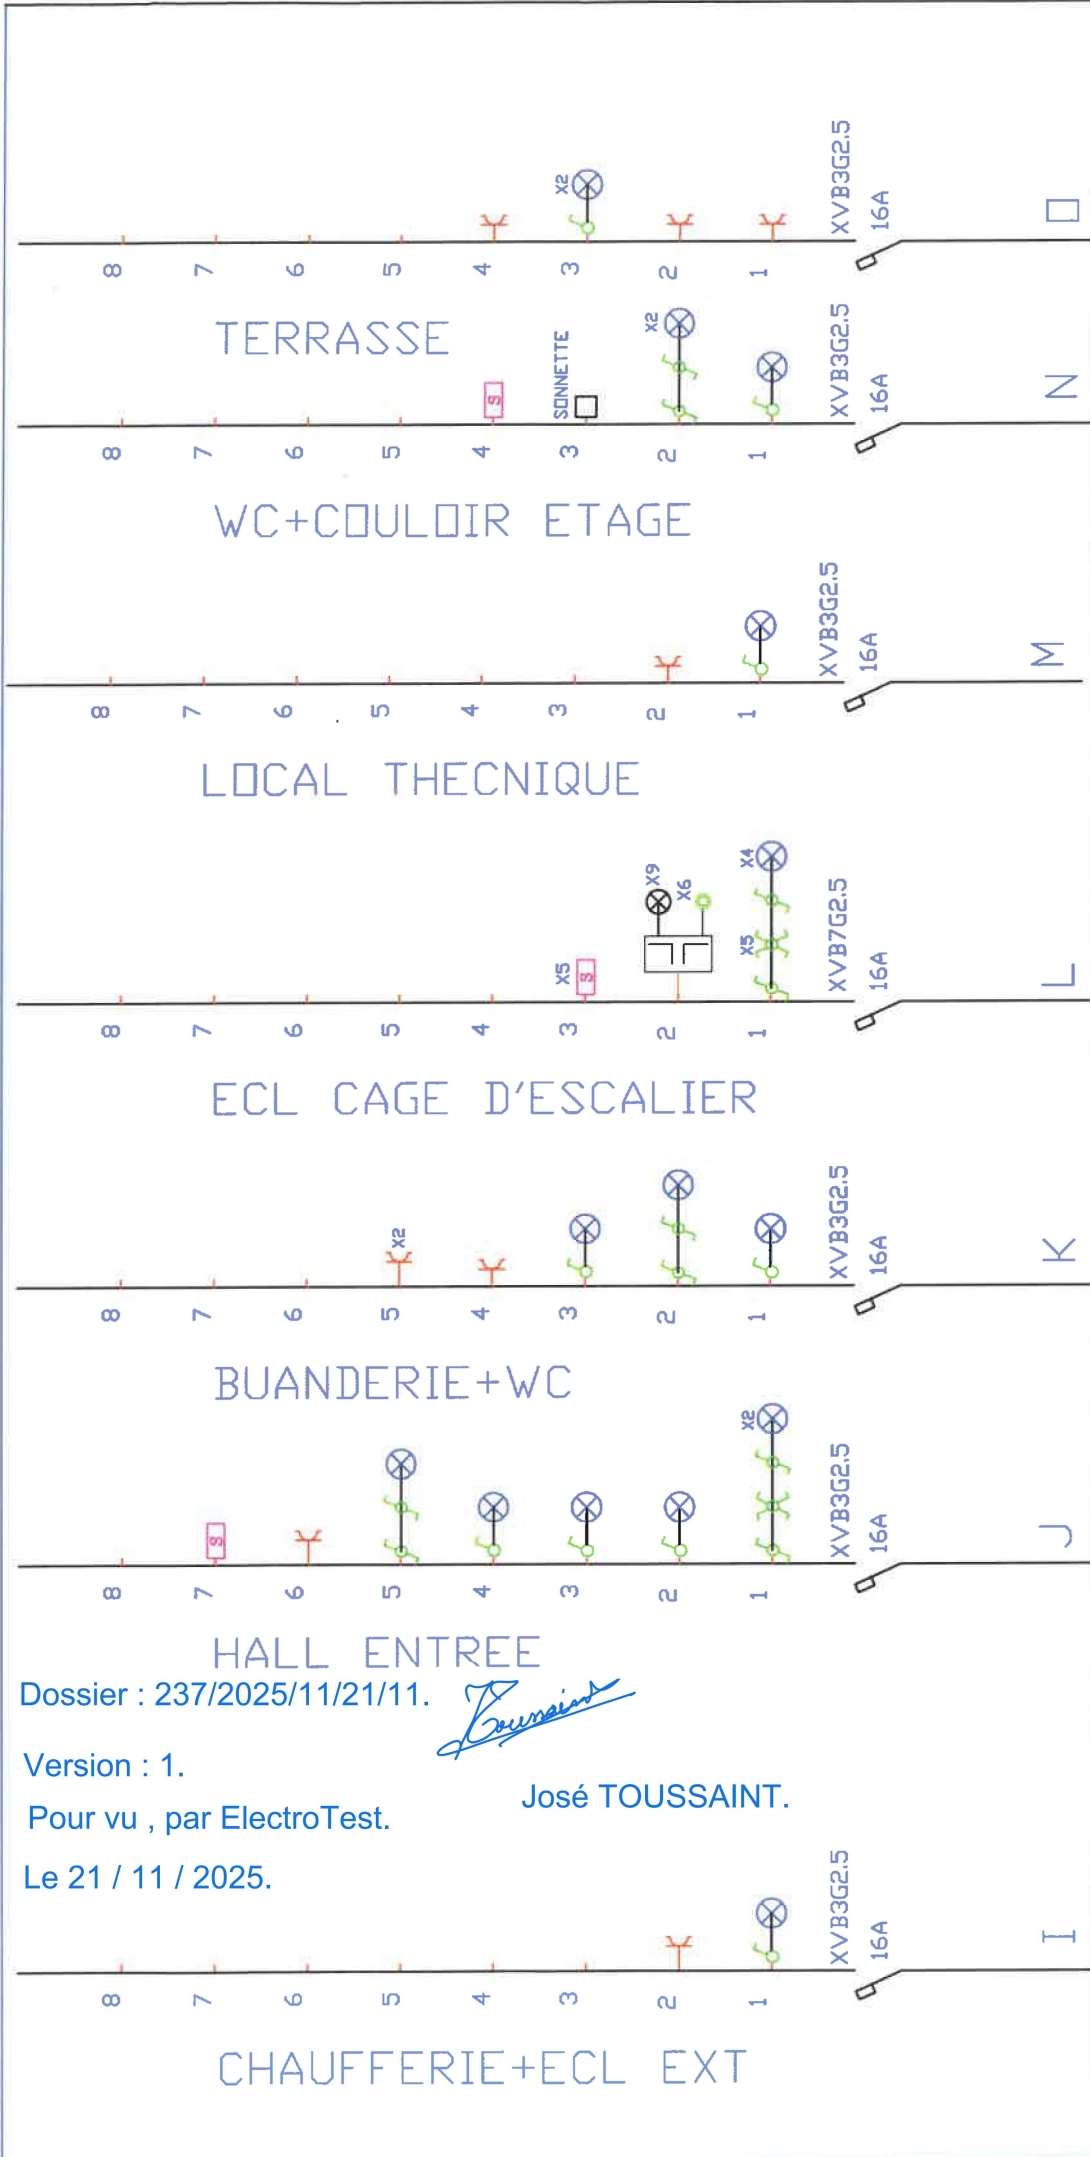 8
7
6
5
4
3
X2
2
1
XVB3G2.5
16A
O
TERRASSE
8
7
6
5
4
S
3
SONNETTE
2
X2
1
XVB3G2.5
16A
N
WC+COULOIR ETAGE
8
7
6
5
4
3
2
1
XVB3G2.5
16A
M
LOCAL THECNIQUE
8
7
6
5
4
3
X5
S
2
X9
X6
1
X5
X4
XVB7G2.5
16A
L
ECL CAGE D'ESCALIER
8
7
6
5
X2
4
3
2
1
XVB3G2.5
16A
K
BUANDERIE+WC
8
7
S
6
5
4
3
2
1
X2
XVB3G2.5
16A
J
HALL ENTREE
Dossier : 237/2025/11/21/11.
Toussaint
Version : 1.
José TOUSSAINT.
Pour vu , par ElectroTest.
Le 21 / 11 / 2025.
8
7
6
5
4
3
2
1
XVB3G2.5
16A
I
CHAUFFERIE+ECL EXT